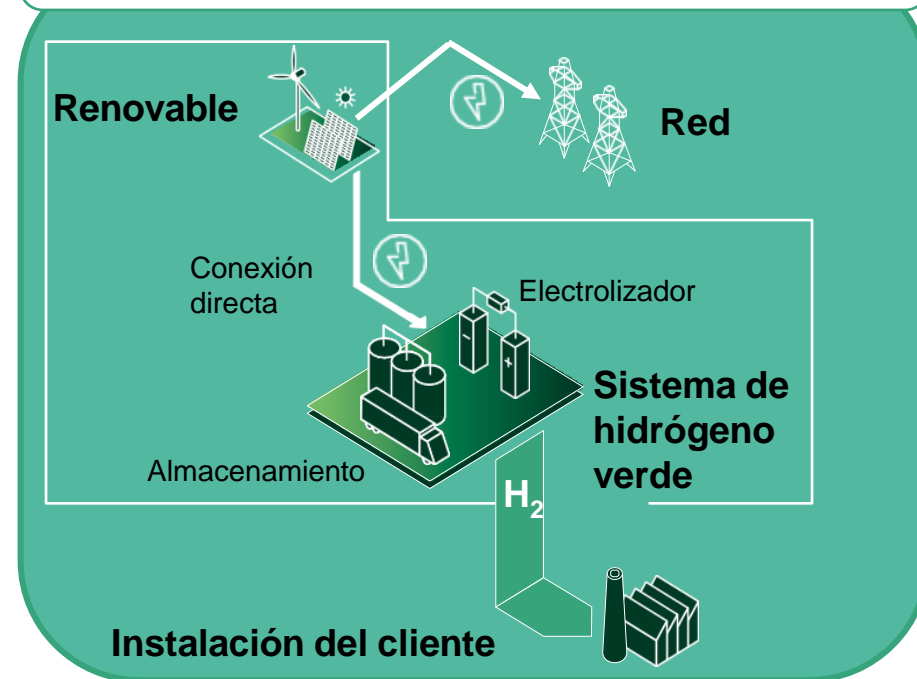 Renovable
Red
Conexión
directa
Electrolizador
Sistema de
hidrógeno
verde
Almacenamiento
H₂
Instalación del cliente